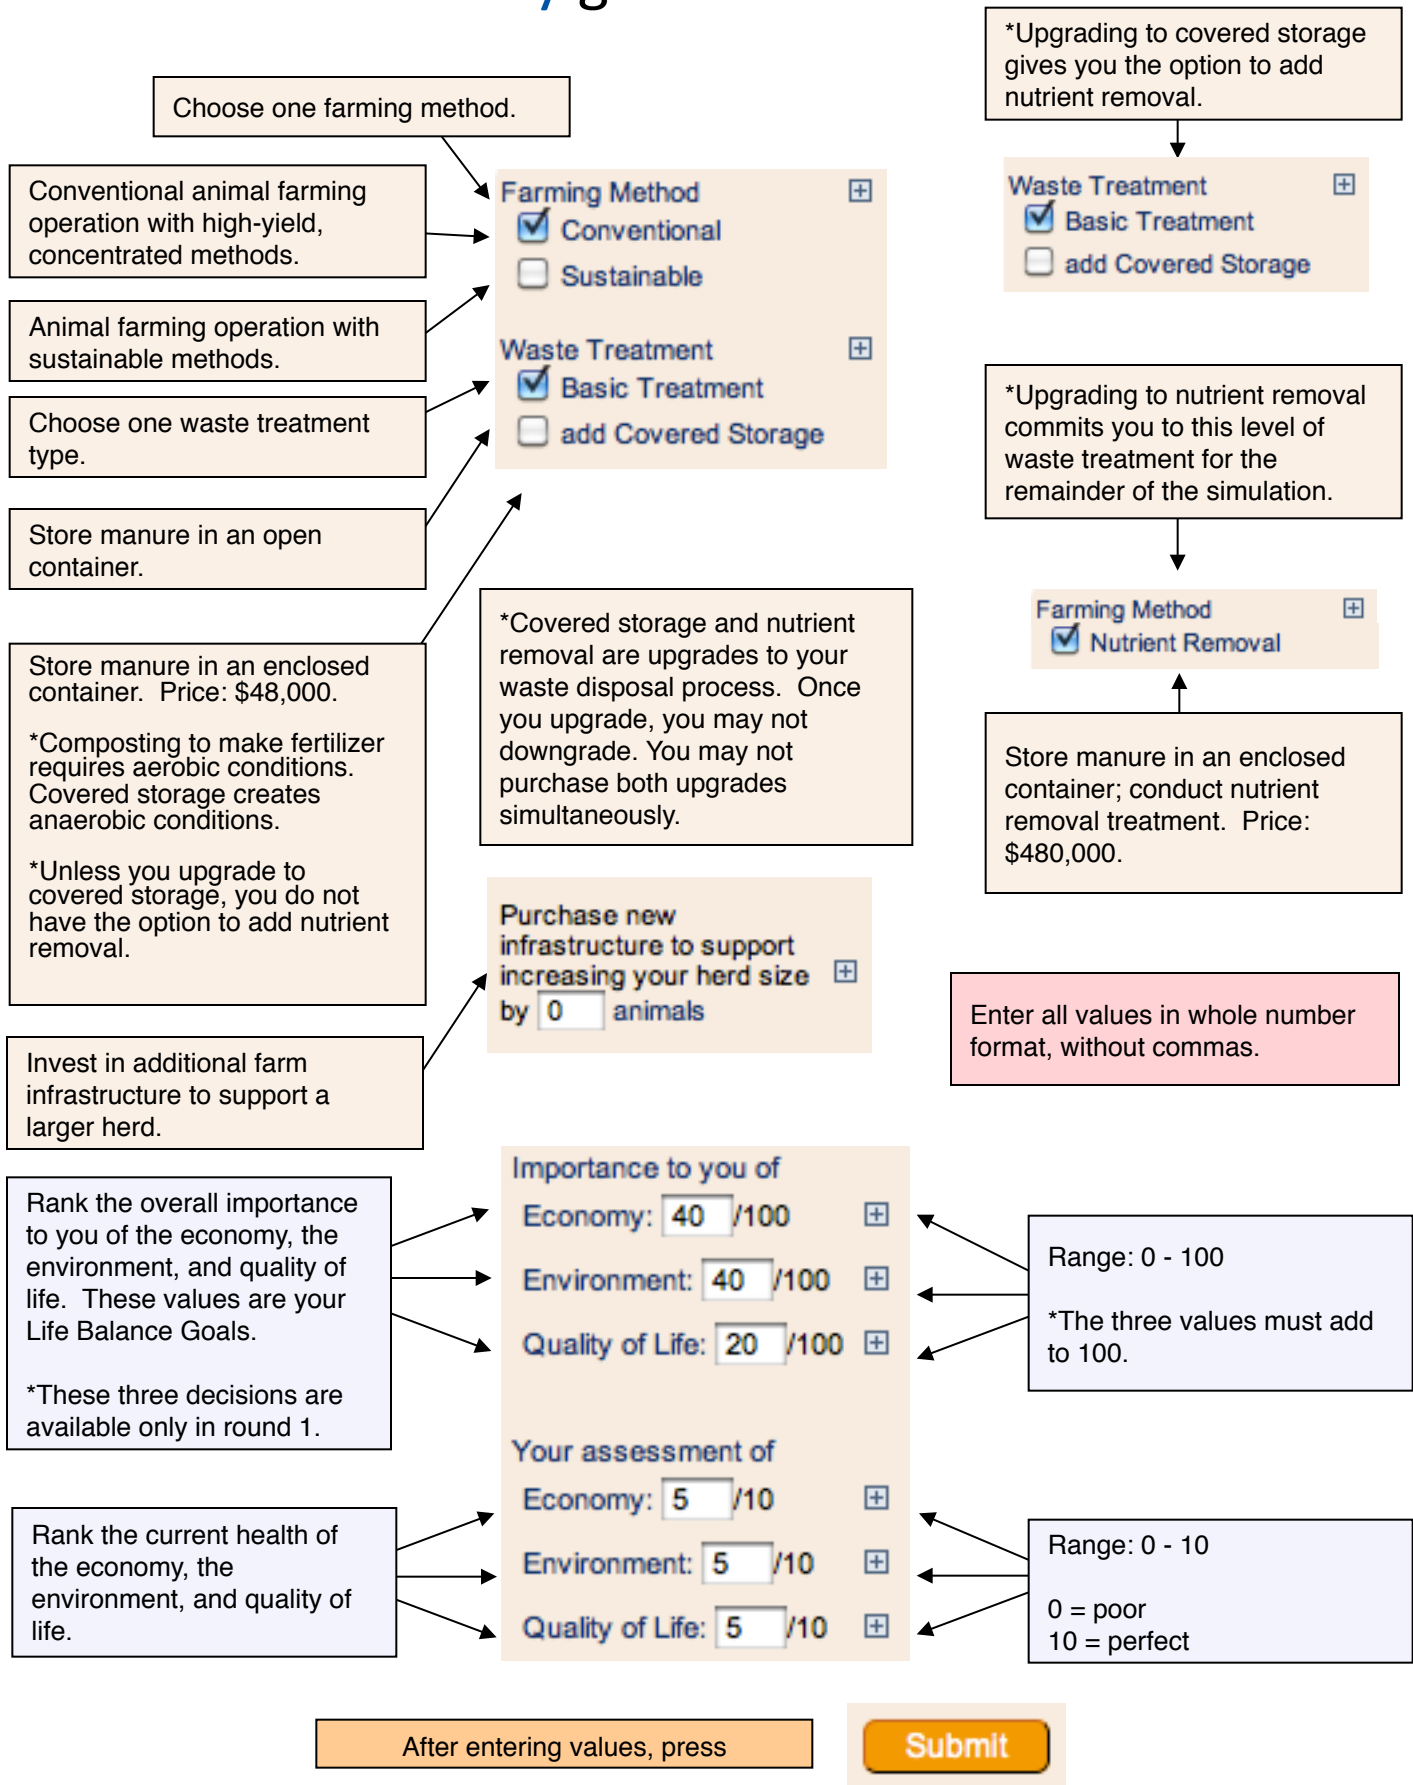 Choose one farming method.
Conventional animal farming
operation with high-yield,
concentrated methods.
Animal farming operation with
sustainable methods.
Choose one waste treatment
type.
Store manure in an open
container.
Store manure in an enclosed
container.  Price: $48,000.
*Composting to make fertilizer
requires aerobic conditions.
Covered storage creates
anaerobic conditions.
*Unless you upgrade to
covered storage, you do not
have the option to add nutrient
removal.
Farming Method
Conventional
Sustainable
Waste Treatment
Basic Treatment
add Covered Storage
*Covered storage and nutrient
removal are upgrades to your
waste disposal process.  Once
you upgrade, you may not
downgrade. You may not
purchase both upgrades
simultaneously.
*Upgrading to covered storage
gives you the option to add
nutrient removal.
Waste Treatment
Basic Treatment
add Covered Storage
*Upgrading to nutrient removal
commits you to this level of
waste treatment for the
remainder of the simulation.
Farming Method
Nutrient Removal
Store manure in an enclosed
container; conduct nutrient
removal treatment.  Price:
$480,000.
Invest in additional farm
infrastructure to support a
larger herd.
Purchase new
infrastructure to support
increasing your herd size
by 0 animals
Enter all values in whole number
format, without commas.
Rank the overall importance
to you of the economy, the
environment, and quality of
life.  These values are your
Life Balance Goals.
*These three decisions are
available only in round 1.
Importance to you of
Economy: 40 /100
Environment: 40 /100
Quality of Life: 20 /100
Range: 0 - 100
*The three values must add
to 100.
Rank the current health of
the economy, the
environment, and quality of
life.
Your assessment of
Economy: 5 /10
Environment: 5 /10
Quality of Life: 5 /10
Range: 0 - 10
0 = poor
10 = perfect
After entering values, press
Submit